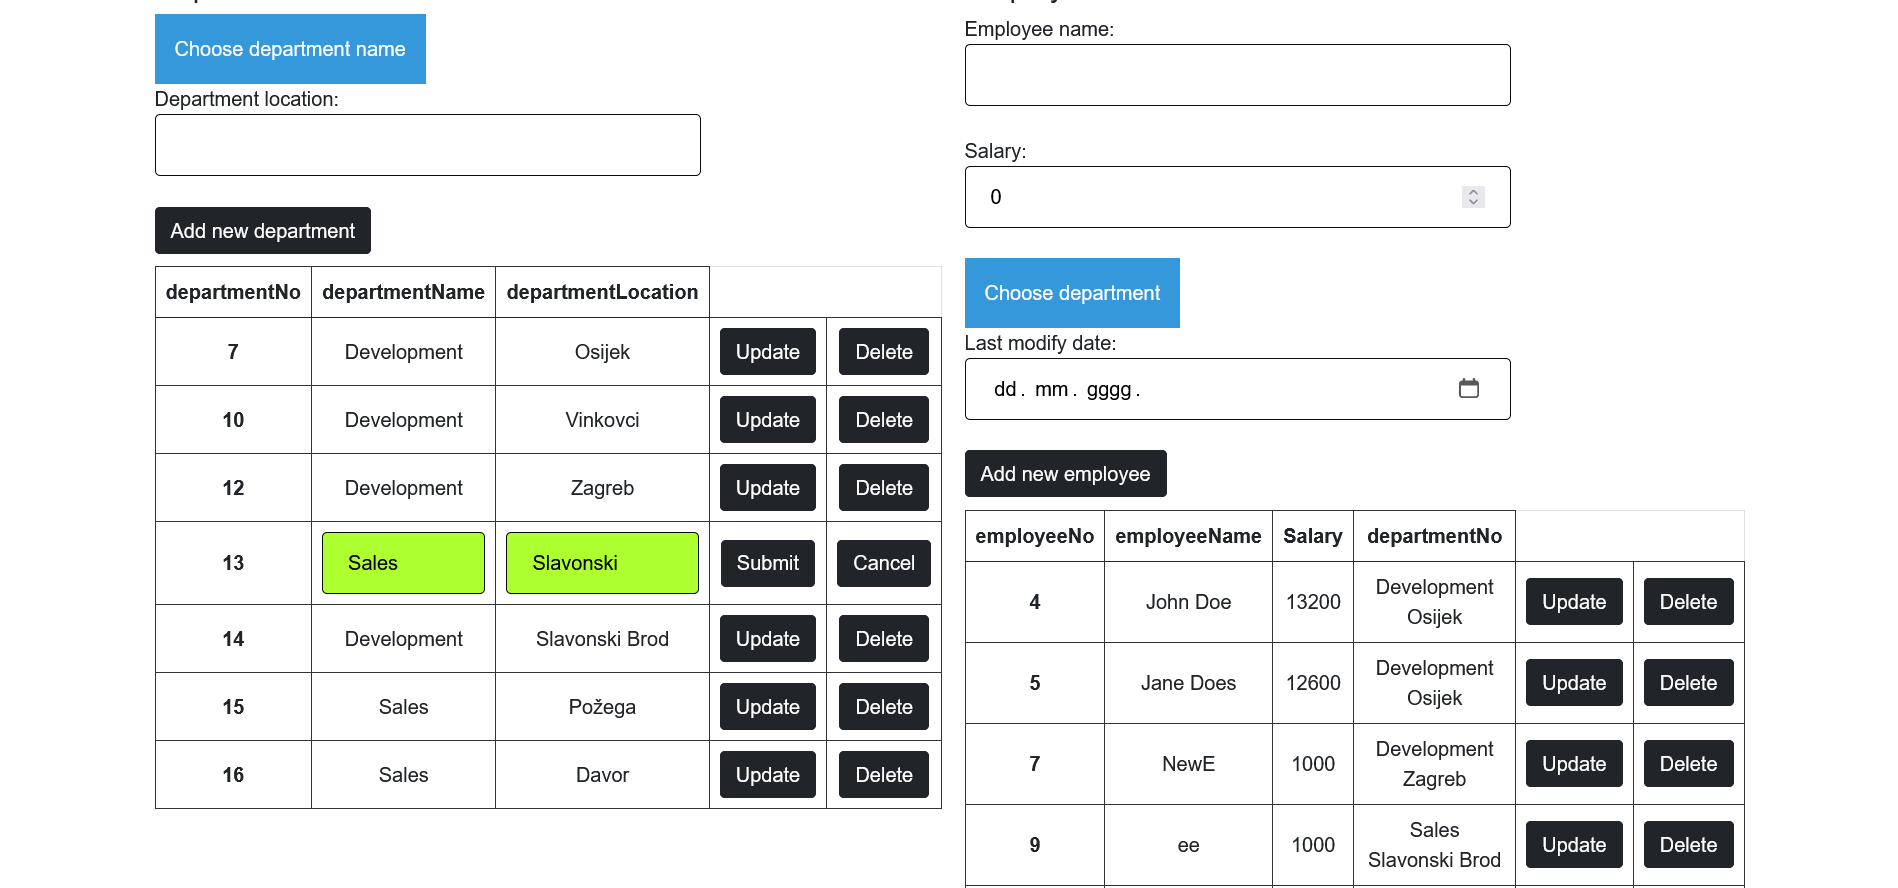 Choose department name
Department location:
Add new department
departmentNo departmentName departmentLocation
7 Development Osijek Update Delete
10 Development Vinkovci Update Delete
12 Development Zagreb Update Delete
13 Sales Slavonski Submit Cancel
14 Development Slavonski Brod Update Delete
15 Sales Požega Update Delete
16 Sales Davor Update Delete
Employee name:
Salary:
0
Choose department
Last modify date:
dd. mm. gggg.
Add new employee
employeeNo employeeName Salary departmentNo
4 John Doe 13200 Development Osijek Update Delete
5 Jane Does 12600 Development Osijek Update Delete
7 NewE 1000 Development Zagreb Update Delete
9 ee 1000 Sales Slavonski Brod Update Delete